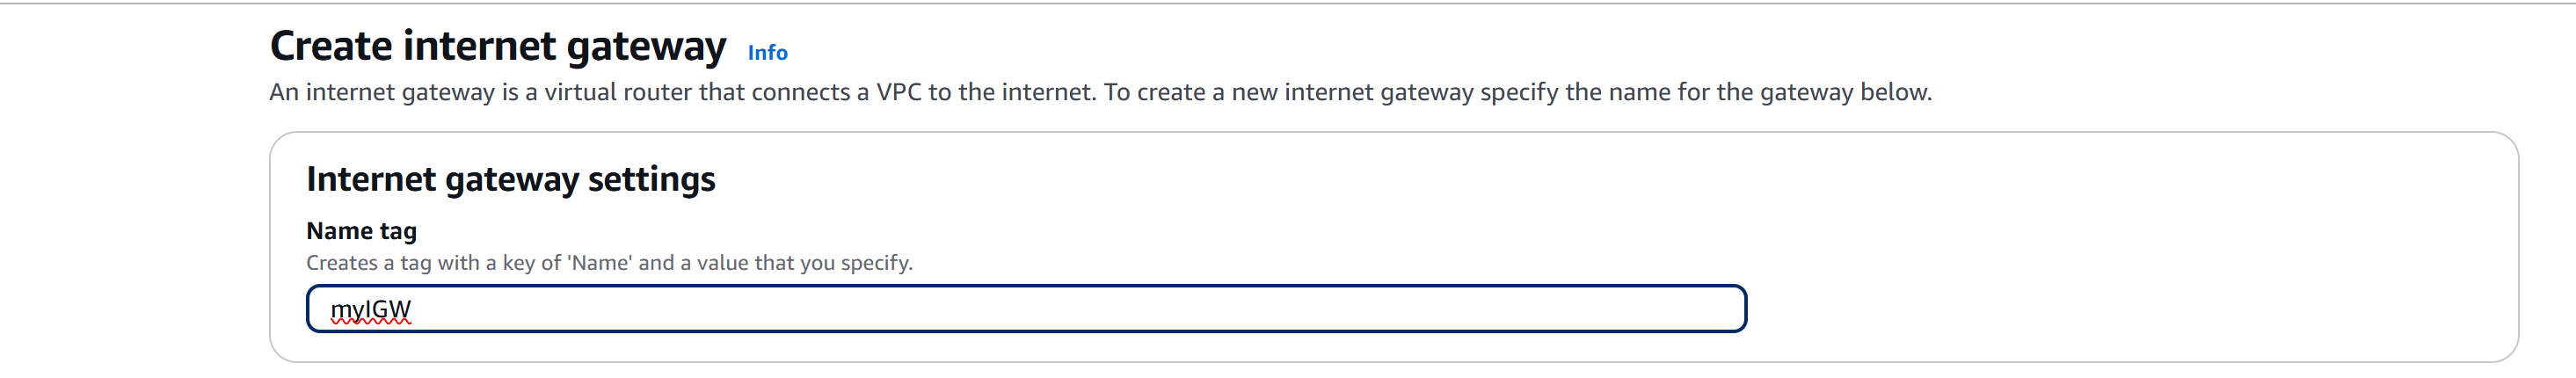 Create internet gateway Info
An internet gateway is a virtual router that connects a VPC to the internet. To create a new internet gateway specify the name for the gateway below.
Internet gateway settings
Name tag
Creates a tag with a key of 'Name' and a value that you specify.
myIGW